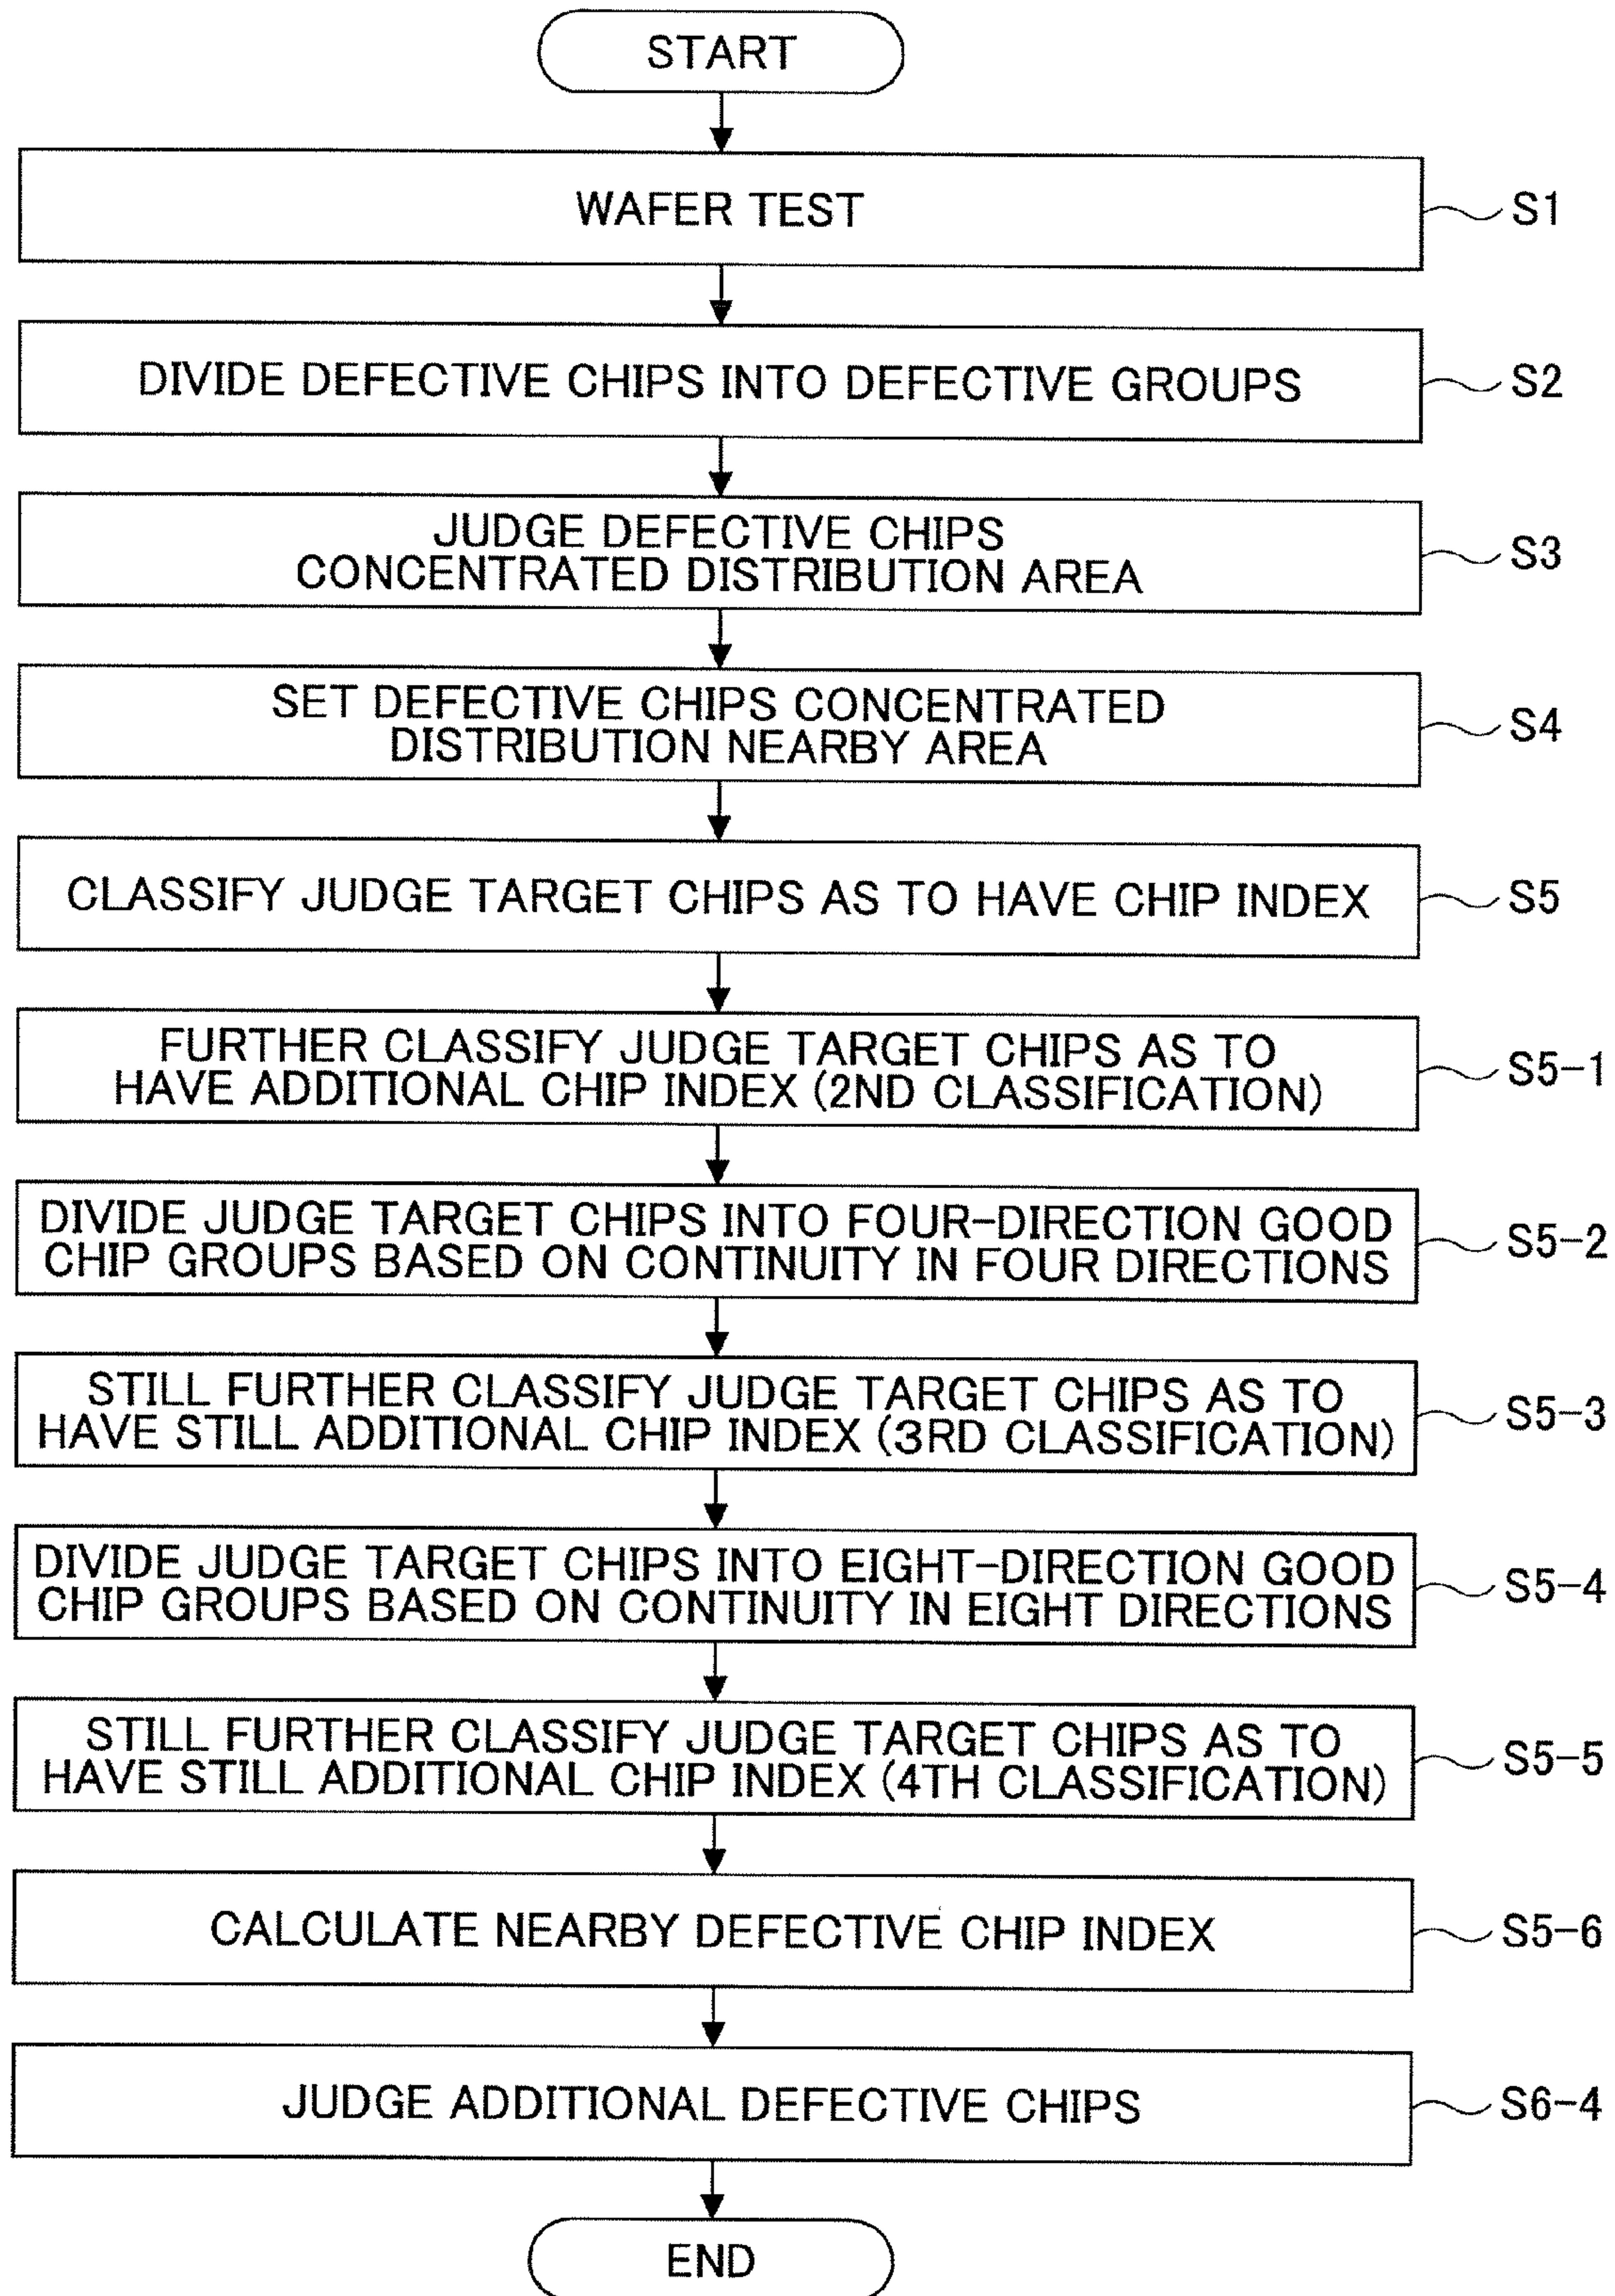 START
WAFER TEST
S1
DIVIDE DEFECTIVE CHIPS INTO DEFECTIVE GROUPS
S2
JUDGE DEFECTIVE CHIPS
CONCENTRATED DISTRIBUTION AREA
S3
SET DEFECTIVE CHIPS CONCENTRATED
DISTRIBUTION NEARBY AREA
S4
CLASSIFY JUDGE TARGET CHIPS AS TO HAVE CHIP INDEX
S5
FURTHER CLASSIFY JUDGE TARGET CHIPS AS TO
HAVE ADDITIONAL CHIP INDEX (2ND CLASSIFICATION)
S5-1
DIVIDE JUDGE TARGET CHIPS INTO FOUR-DIRECTION GOOD
CHIP GROUPS BASED ON CONTINUITY IN FOUR DIRECTIONS
S5-2
STILL FURTHER CLASSIFY JUDGE TARGET CHIPS AS TO
HAVE STILL ADDITIONAL CHIP INDEX (3RD CLASSIFICATION)
S5-3
DIVIDE JUDGE TARGET CHIPS INTO EIGHT-DIRECTION GOOD
CHIP GROUPS BASED ON CONTINUITY IN EIGHT DIRECTIONS
S5-4
STILL FURTHER CLASSIFY JUDGE TARGET CHIPS AS TO
HAVE STILL ADDITIONAL CHIP INDEX (4TH CLASSIFICATION)
S5-5
CALCULATE NEARBY DEFECTIVE CHIP INDEX
S5-6
JUDGE ADDITIONAL DEFECTIVE CHIPS
S6-4
END